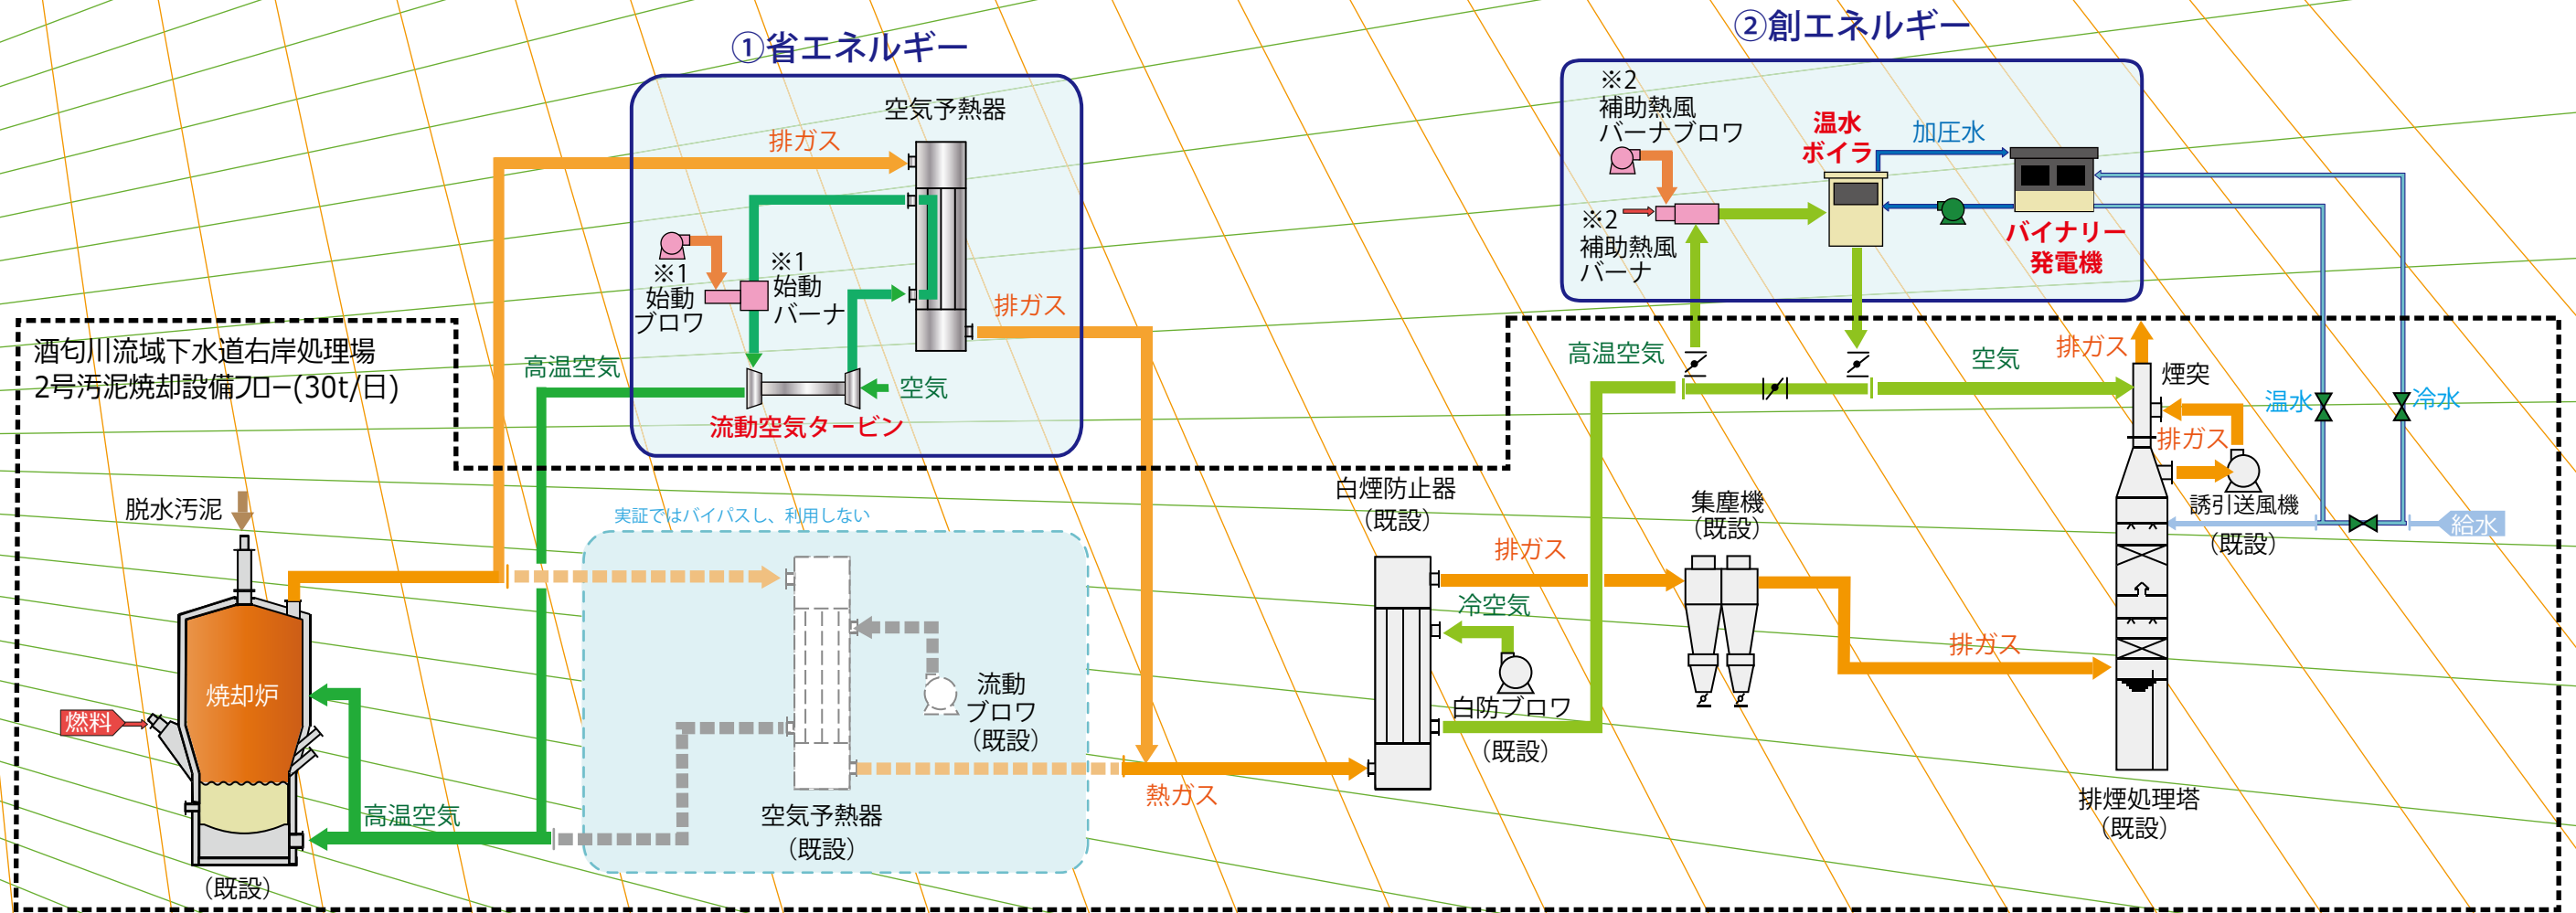 ①省エネルギー
②創エネルギー
空気予熱器
排ガス
※1
始動
ブロワ
※1
始動
バーナ
排ガス
高温空気
空気
流動空気タービン
※2
補助熱風
バーナブロワ
※2
補助熱風
バーナ
温水
ボイラ
加圧水
バイナリー
発電機
酒匂川流域下水道右岸処理場
2号汚泥焼却設備フロー(30t/日)
高温空気
空気
排ガス
煙突
温水
冷水
排ガス
誘引送風機
(既設)
給水
脱水汚泥
実証ではバイパスし、利用しない
白煙防止器
(既設)
排ガス
集塵機
(既設)
冷空気
排ガス
焼却炉
燃料
流動
ブロワ
(既設)
白防ブロワ
(既設)
高温空気
空気予熱器
(既設)
熱ガス
排煙処理塔
(既設)
(既設)